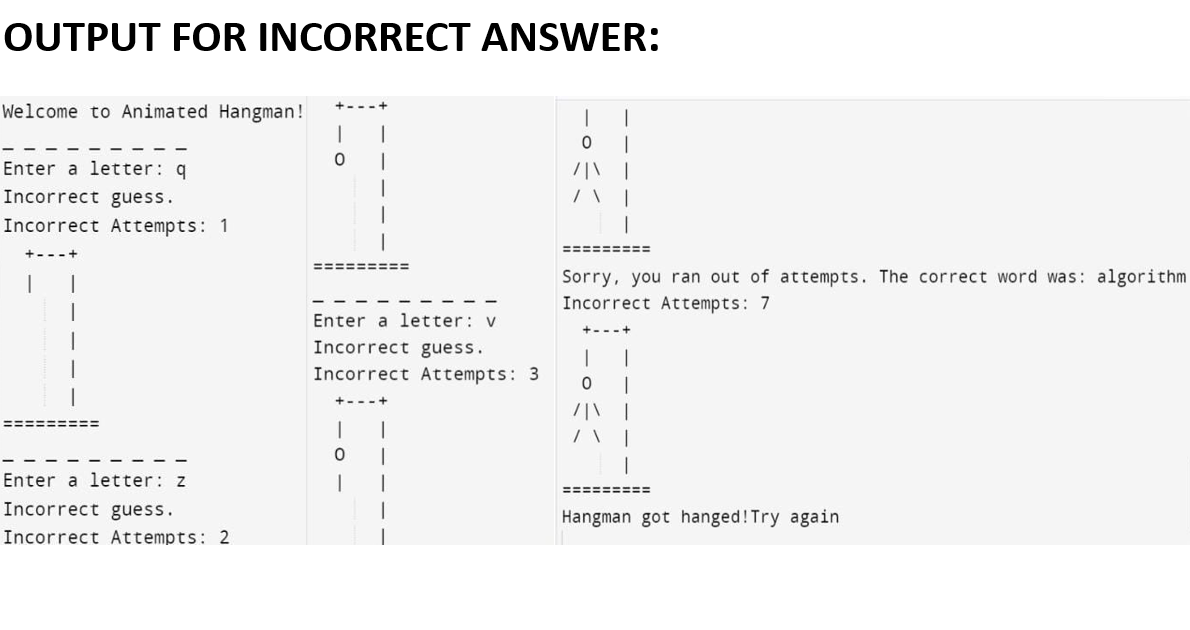 OUTPUT FOR INCORRECT ANSWER:
Welcome to Animated Hangman!
_ _ _ _ _ _ _ _ _
Enter a letter: q
Incorrect guess.
Incorrect Attempts: 1
  +---+
  |   |
      |
      |
      |
      |
=========
_ _ _ _ _ _ _ _ _
Enter a letter: z
Incorrect guess.
Incorrect Attempts: 2
  +---+
  |   |
  O   |
      |
      |
      |
=========
_ _ _ _ _ _ _ _ _
Enter a letter: v
Incorrect guess.
Incorrect Attempts: 3
  +---+
  |   |
  O   |
  |   |
      |
      |
  |   |
  O   |
 /|\  |
 / \  |
      |
=========
Sorry, you ran out of attempts. The correct word was: algorithm
Incorrect Attempts: 7
  +---+
  |   |
  O   |
 /|\  |
 / \  |
      |
=========
Hangman got hanged!Try again